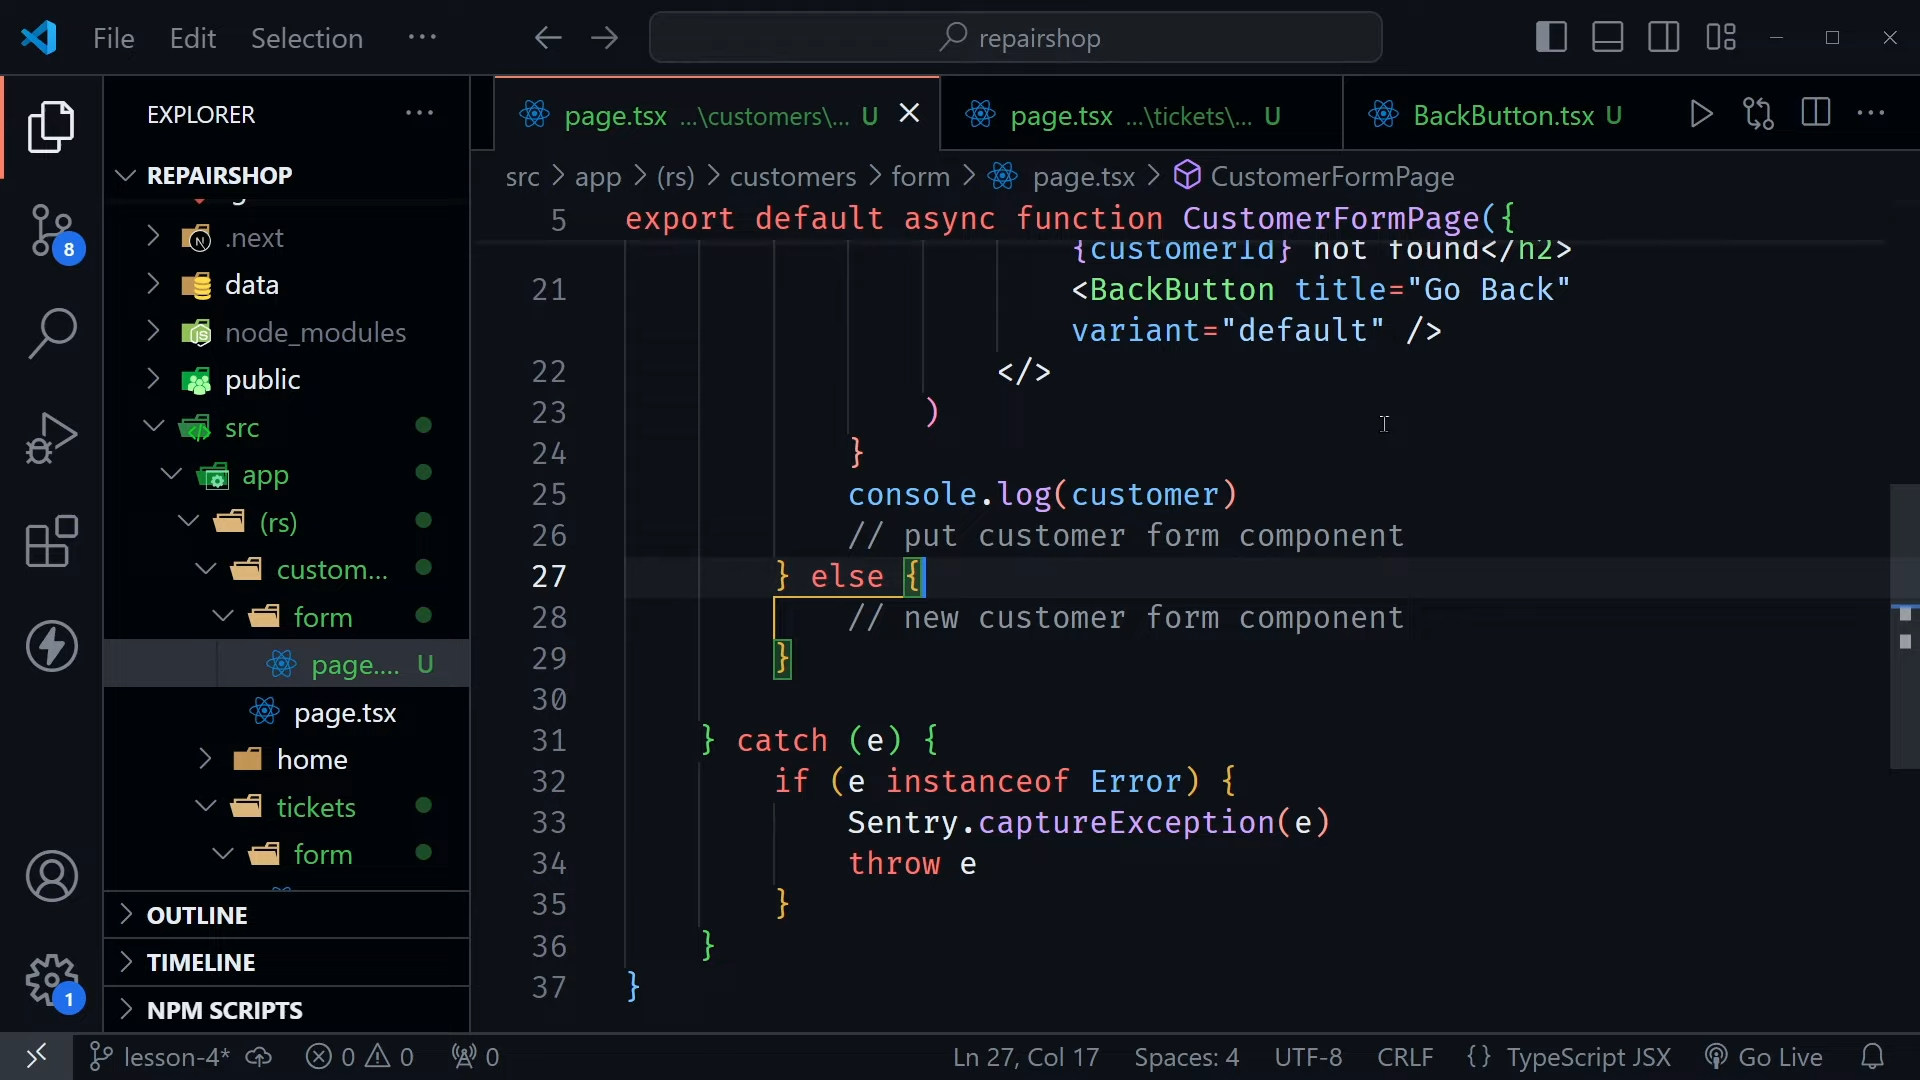 File Edit Selection ··· repairshop
EXPLORER ···
REPAIRSHOP
.next
data
node_modules
public
src
app
(rs)
custom...
form
page.... U
page.tsx
home
tickets
form
OUTLINE
TIMELINE
NPM SCRIPTS
8
1
page.tsx ...\customers\... U
page.tsx ...\tickets\... U
BackButton.tsx U
src > app > (rs) > customers > form > page.tsx > CustomerFormPage
5 export default async function CustomerFormPage({
{customerId} not found</h2>
21 <BackButton title="Go Back"
variant="default" />
22 </>
23 )
24 }
25 console.log(customer)
26 // put customer form component
27 } else {
28 // new customer form component
29 }
30
31 } catch (e) {
32 if (e instanceof Error) {
33 Sentry.captureException(e)
34 throw e
35 }
36 }
37 }
lesson-4* 0 0 0 Ln 27, Col 17 Spaces: 4 UTF-8 CRLF {} TypeScript JSX Go Live